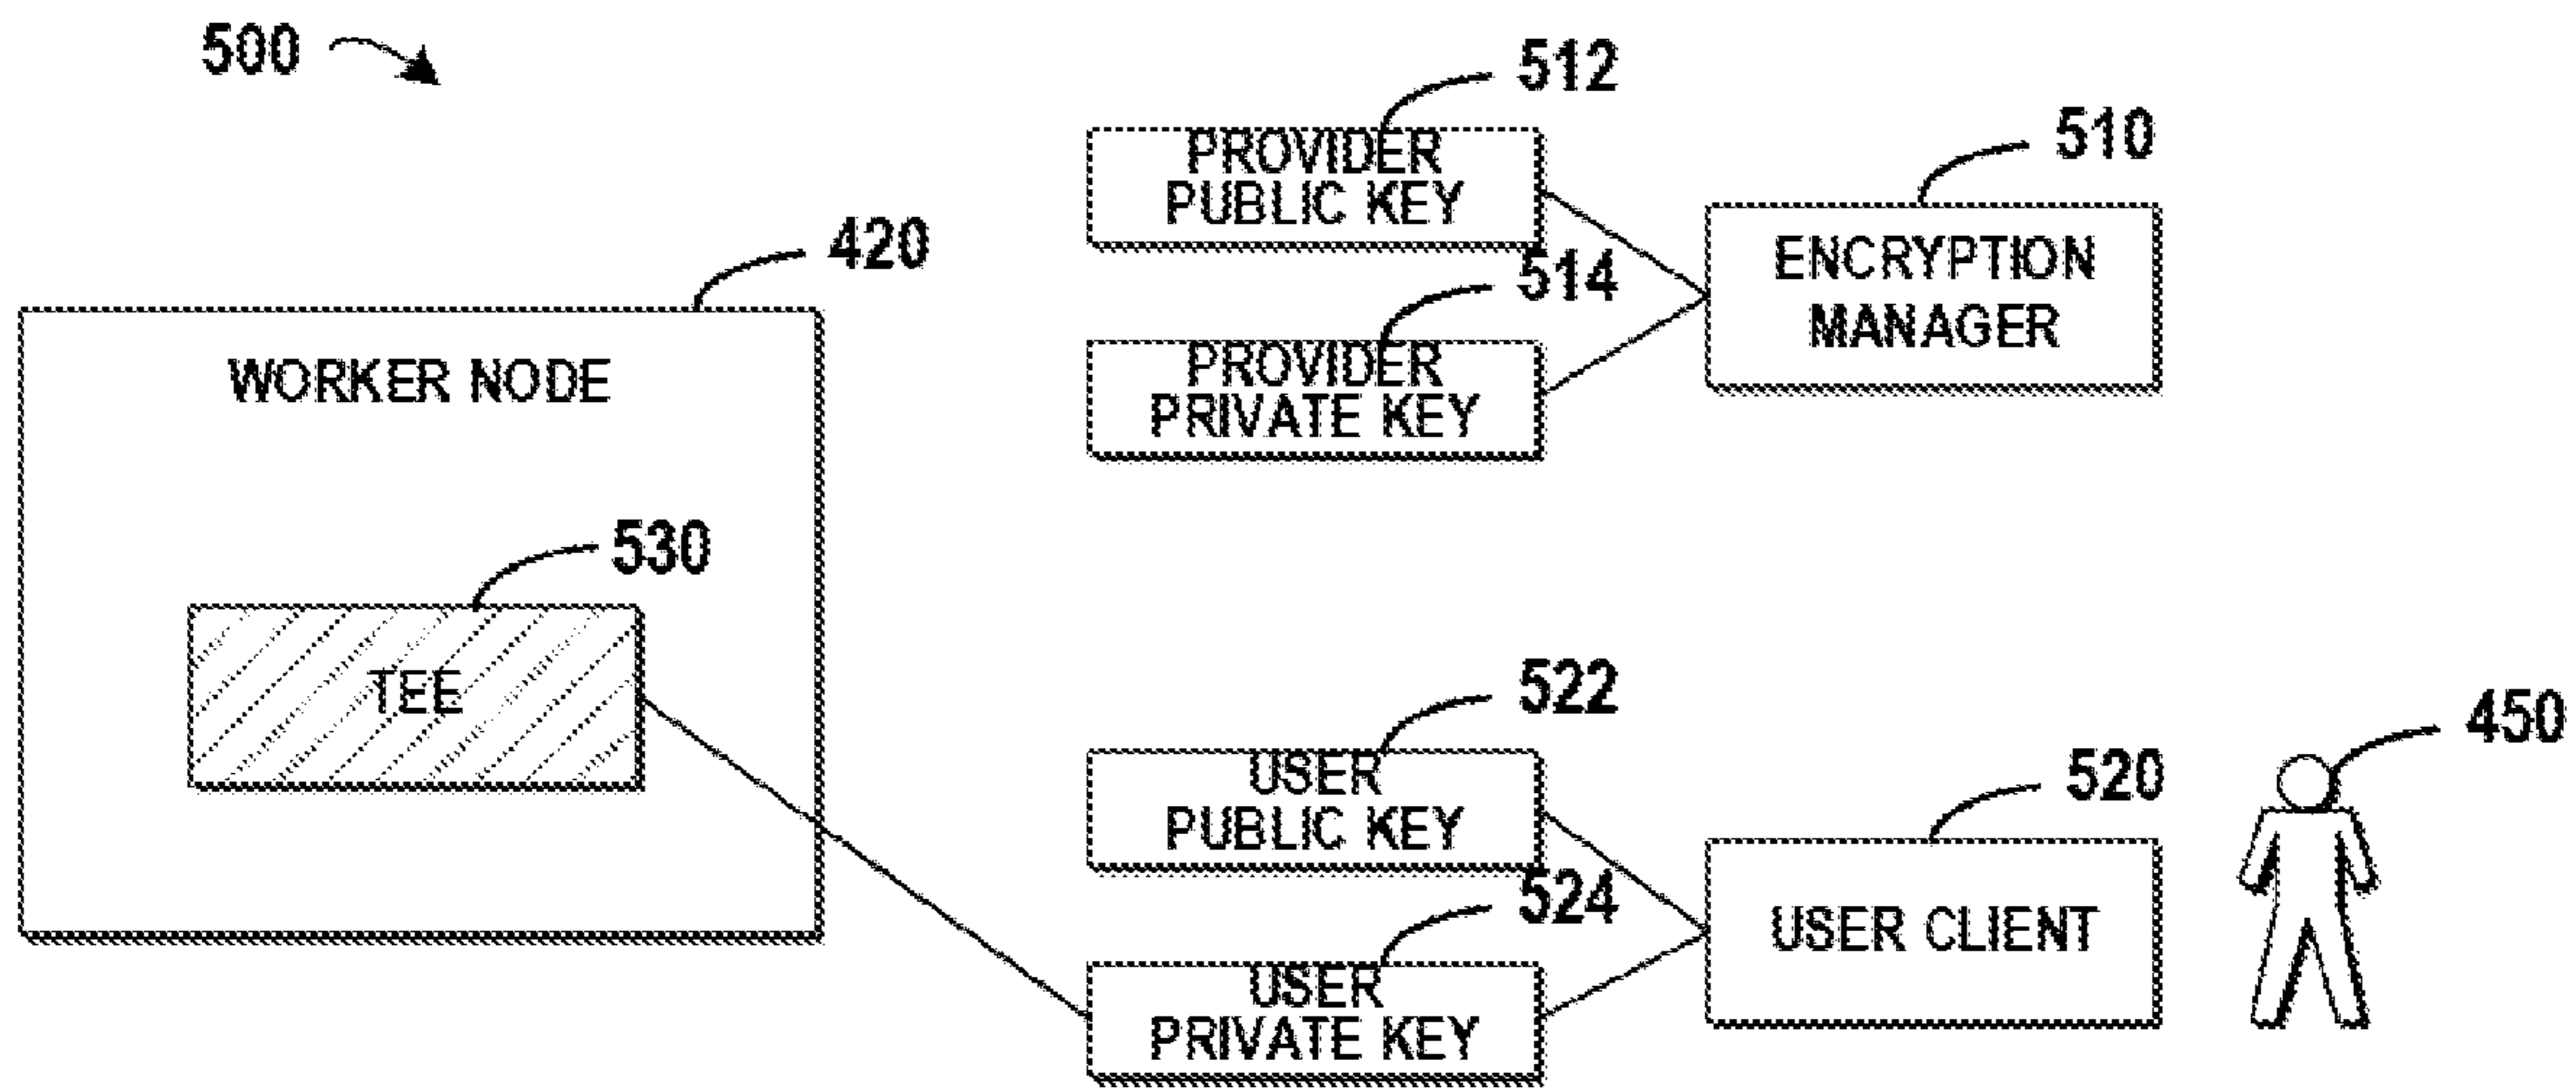 500
512
PROVIDER
PUBLIC KEY
510
ENCRYPTION
MANAGER
514
PROVIDER
PRIVATE KEY
420
WORKER NODE
530
TEE
522
USER
PUBLIC KEY
524
USER
PRIVATE KEY
520
USER CLIENT
450